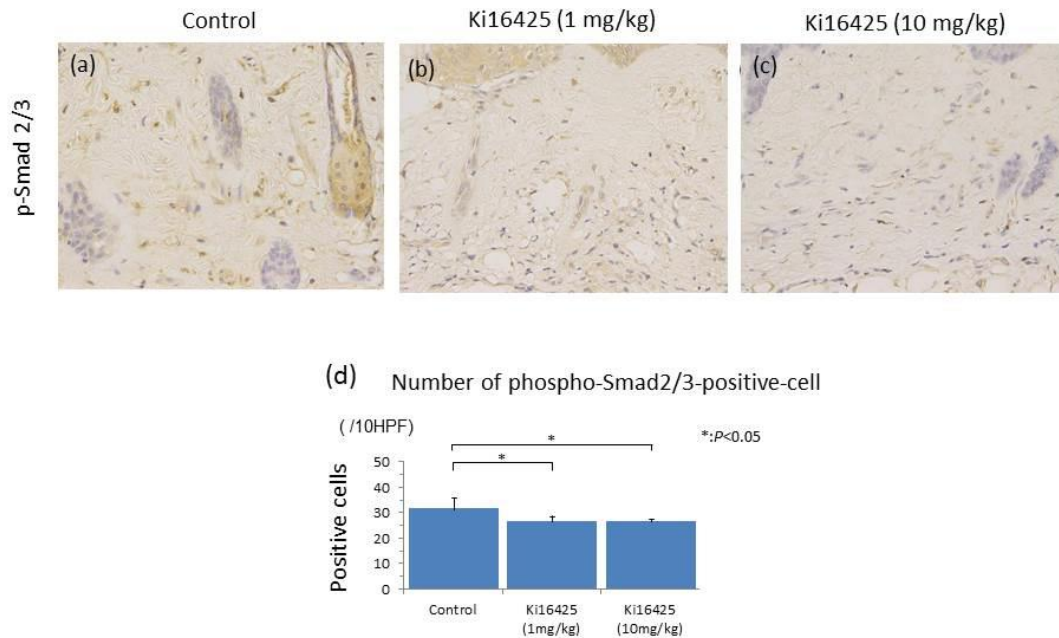 Control
Ki16425 (1 mg/kg)
Ki16425 (10 mg/kg)
p-Smad 2/3
(a)
(b)
(c)
(d)
Number of phospho-Smad2/3-positive-cell
( /10HPF)
*:P<0.05
*
*
Positive cells
50
40
30
20
10
0
Control
Ki16425
(1mg/kg)
Ki16425
(10mg/kg)